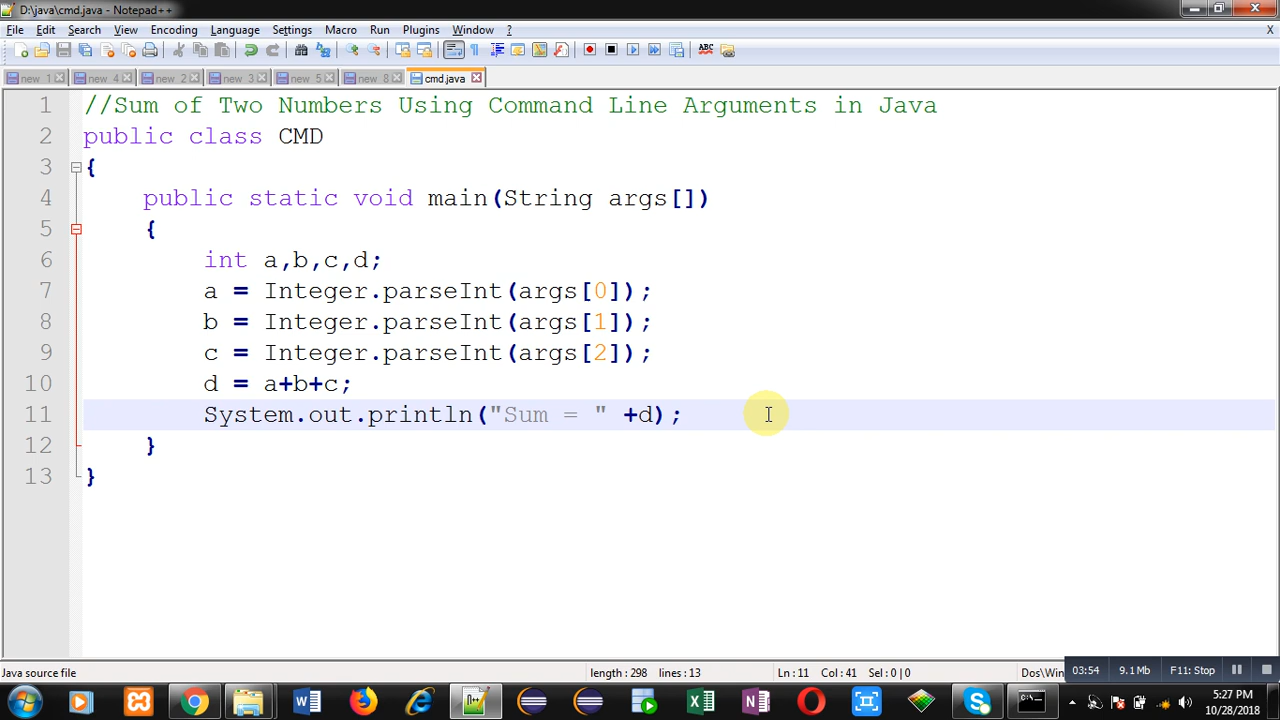 D:\java\cmd.java - Notepad++
File Edit Search View Encoding Language Settings Macro Run Plugins Window ? X
new 1 new 4 new 2 new 3 new 5 new 8 cmd.java
1 //Sum of Two Numbers Using Command Line Arguments in Java
2 public class CMD
3 {
4 public static void main(String args[])
5 {
6 int a,b,c,d;
7 a = Integer.parseInt(args[0]);
8 b = Integer.parseInt(args[1]);
9 c = Integer.parseInt(args[2]);
10 d = a+b+c;
11 System.out.println("Sum = " +d);
12 }
13 }
Java source file length : 298 lines : 13 Ln : 11 Col : 41 Sel : 0 | 0 Dos\Win 03:54 9.1 Mb F11: Stop
5:27 PM
10/28/2018